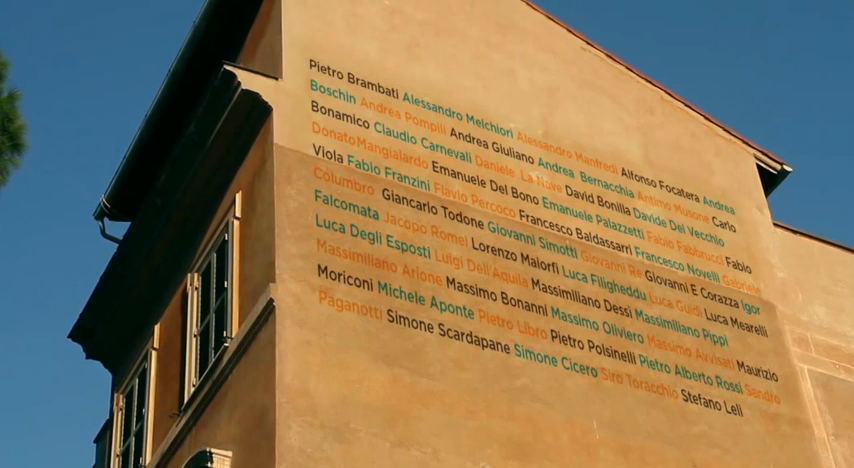 Pietro Brambati Alessandro Melchiori Alessandro Manfredi Alfonso Focatera Andrea
Boschin Andrea Pompili Andrea Giuliano Andrea Bernacchia Antimo Musone Carlo
Bonamico Claudio Carnevali Daniele La Nave David Bonilla Davide Del Vecchio
Donato Mangialardo Emanuele Del Bono Emanuele Palazzetti Fabio Fabbrucci Fabio
Viola Fabio Franzini Flavio Percoco Francesco Baldassarri Francesco Novelli Gabriele
Columbro Giancarlo Todone Giovanni Simotti Giovanni Re Giovanni E Corazza Igor
Falcomata Jacopo Romei Lorenzo Maiorfi Luca Filigheddu Luca Guidi Luca Mearelli
Luca Degli Esposti Luigi Dell'Aquila Massimiliano Dessi Massimiliano Pippi
Massimiliano Arione Massimo Bonanni Massimo Oliviero Massimo Avvisati Maurizio
Moriconi Michele Aponte Pietro Libro Pietro Polsinelli Pietro Alberto Rossi Sandro
Paganotti Simone Scardapane Simone Cicero Siro Toracchio Stefano Leli